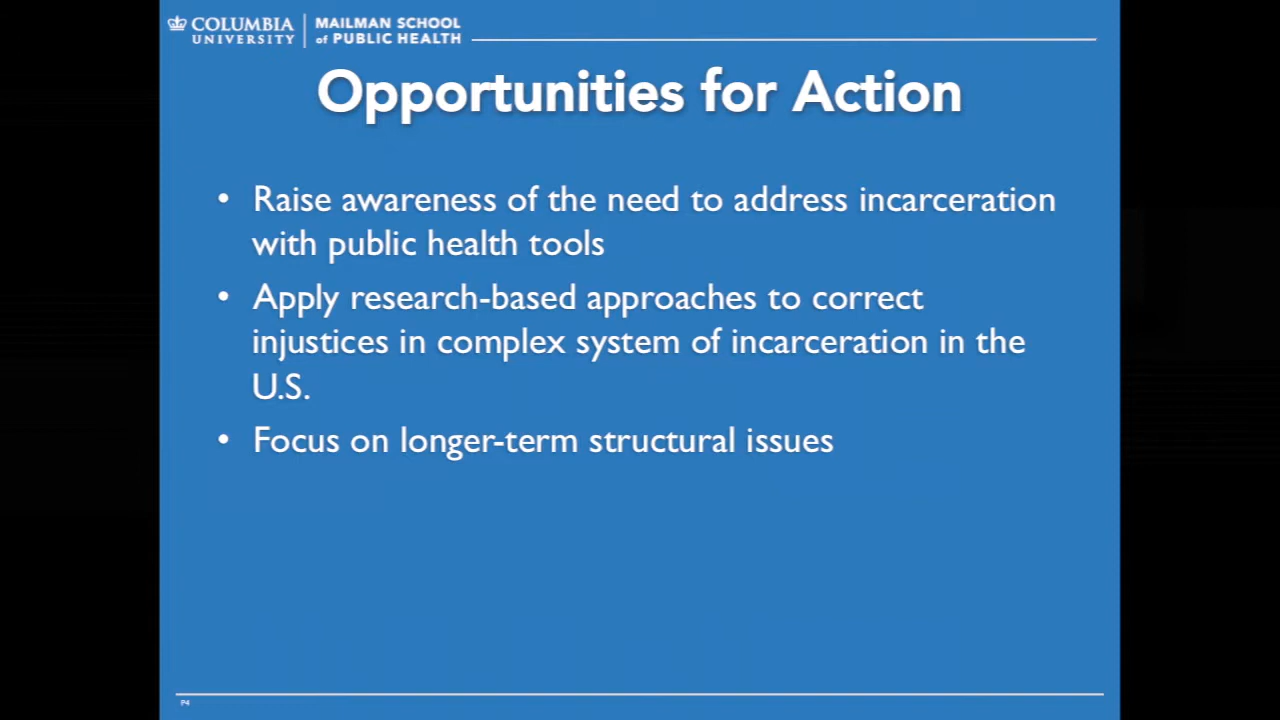 COLUMBIA UNIVERSITY
MAILMAN SCHOOL of PUBLIC HEALTH
Opportunities for Action
• Raise awareness of the need to address incarceration
with public health tools
• Apply research-based approaches to correct
injustices in complex system of incarceration in the
U.S.
• Focus on longer-term structural issues
P4